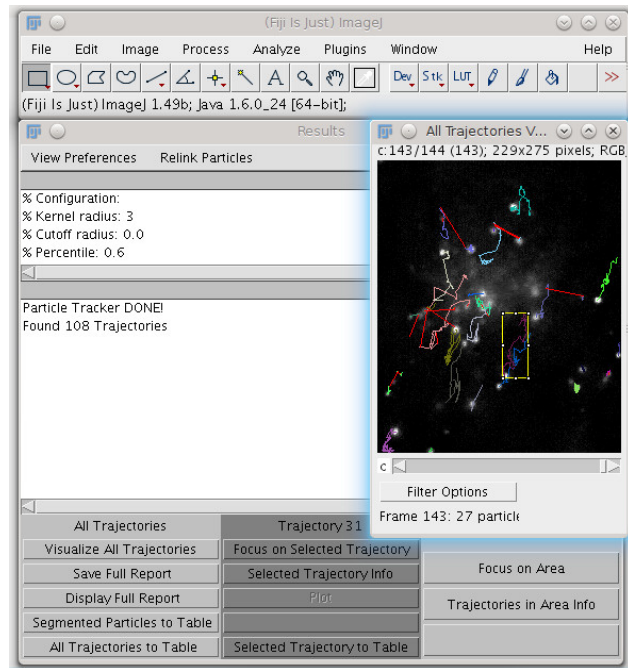 (Fiji Is Just) ImageJ
File Edit Image Process Analyze Plugins Window Help
A Dev Stk LUT >>
(Fiji Is Just) ImageJ 1.49b; Java 1.6.0_24 [64-bit];
Results
View Preferences Relink Particles
% Configuration:
% Kernel radius: 3
% Cutoff radius: 0.0
% Percentile: 0.6
Particle Tracker DONE!
Found 108 Trajectories
All Trajectories V...
c:143/144 (143); 229x275 pixels; RGB
c
Filter Options
Frame 143: 27 particle
All Trajectories
Visualize All Trajectories
Save Full Report
Display Full Report
Segmented Particles to Table
All Trajectories to Table
Trajectory 31
Focus on Selected Trajectory
Selected Trajectory Info
Plot
Selected Trajectory to Table
Focus on Area
Trajectories in Area Info